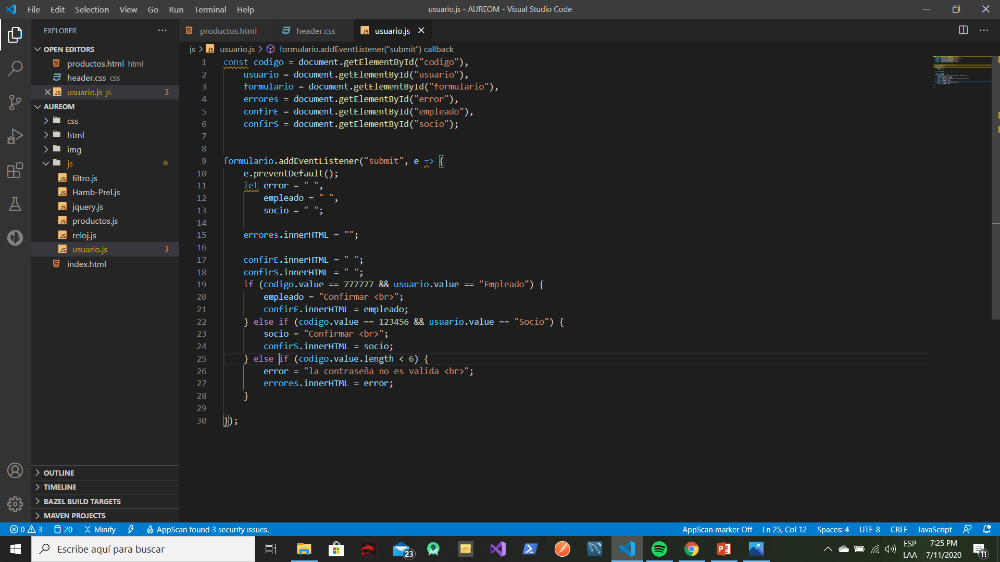 File Edit Selection View Go Run Terminal Help
usuario.js - AUREOM - Visual Studio Code
EXPLORER
productos.html
header.css
usuario.js
OPEN EDITORS
productos.html html
header.css css
usuario.js js 3
AUREOM
css
html
img
js
filtro.js
Hamb-Prel.js
jquery.js
productos.js
reloj.js
usuario.js 3
index.html
OUTLINE
TIMELINE
BAZEL BUILD TARGETS
MAVEN PROJECTS
js > JS usuario.js > formulario.addEventListener("submit") callback
1 const codigo = document.getElementById("codigo"),
2 usuario = document.getElementById("usuario"),
3 formulario = document.getElementById("formulario"),
4 errores = document.getElementById("error"),
5 confirE = document.getElementById("empleado"),
6 confirS = document.getElementById("socio");
7
8
9 formulario.addEventListener("submit", e => {
10 e.preventDefault();
11 let error = " ",
12 empleado = " ",
13 socio = " ";
14
15 errores.innerHTML = "";
16
17 confirE.innerHTML = " ";
18 confirS.innerHTML = " ";
19 if (codigo.value == 777777 && usuario.value == "Empleado") {
20 empleado = "Confirmar <br>";
21 confirE.innerHTML = empleado;
22 } else if (codigo.value == 123456 && usuario.value == "Socio") {
23 socio = "Confirmar <br>";
24 confirS.innerHTML = socio;
25 } else if (codigo.value.length < 6) {
26 error = "la contraseña no es valida <br>";
27 errores.innerHTML = error;
28 }
29
30 });
0 3 20 Minify AppScan found 3 security issues.
AppScan marker Off Ln 25, Col 12 Spaces: 4 UTF-8 CRLF JavaScript
Escribe aquí para buscar
23
ESP
LAA
7:25 PM
7/11/2020
11